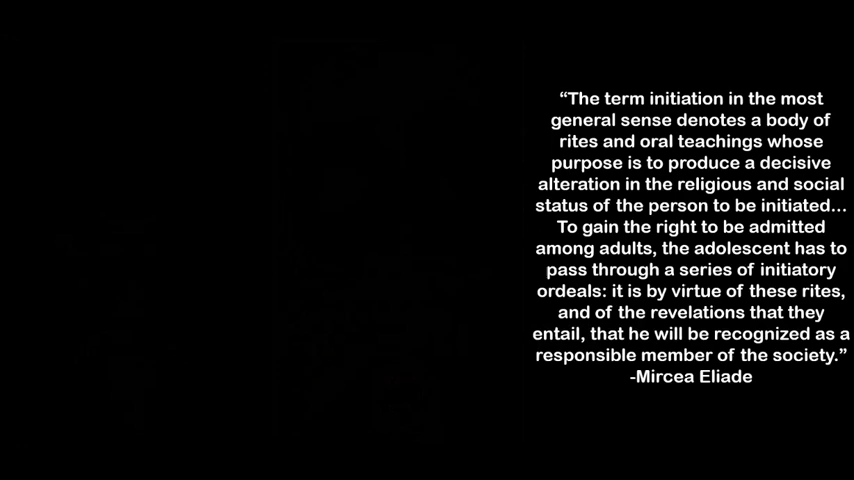 “The term initiation in the most
general sense denotes a body of
rites and oral teachings whose
purpose is to produce a decisive
alteration in the religious and social
status of the person to be initiated...
To gain the right to be admitted
among adults, the adolescent has to
pass through a series of initiatory
ordeals: it is by virtue of these rites,
and of the revelations that they
entail, that he will be recognized as a
responsible member of the society.”
-Mircea Eliade